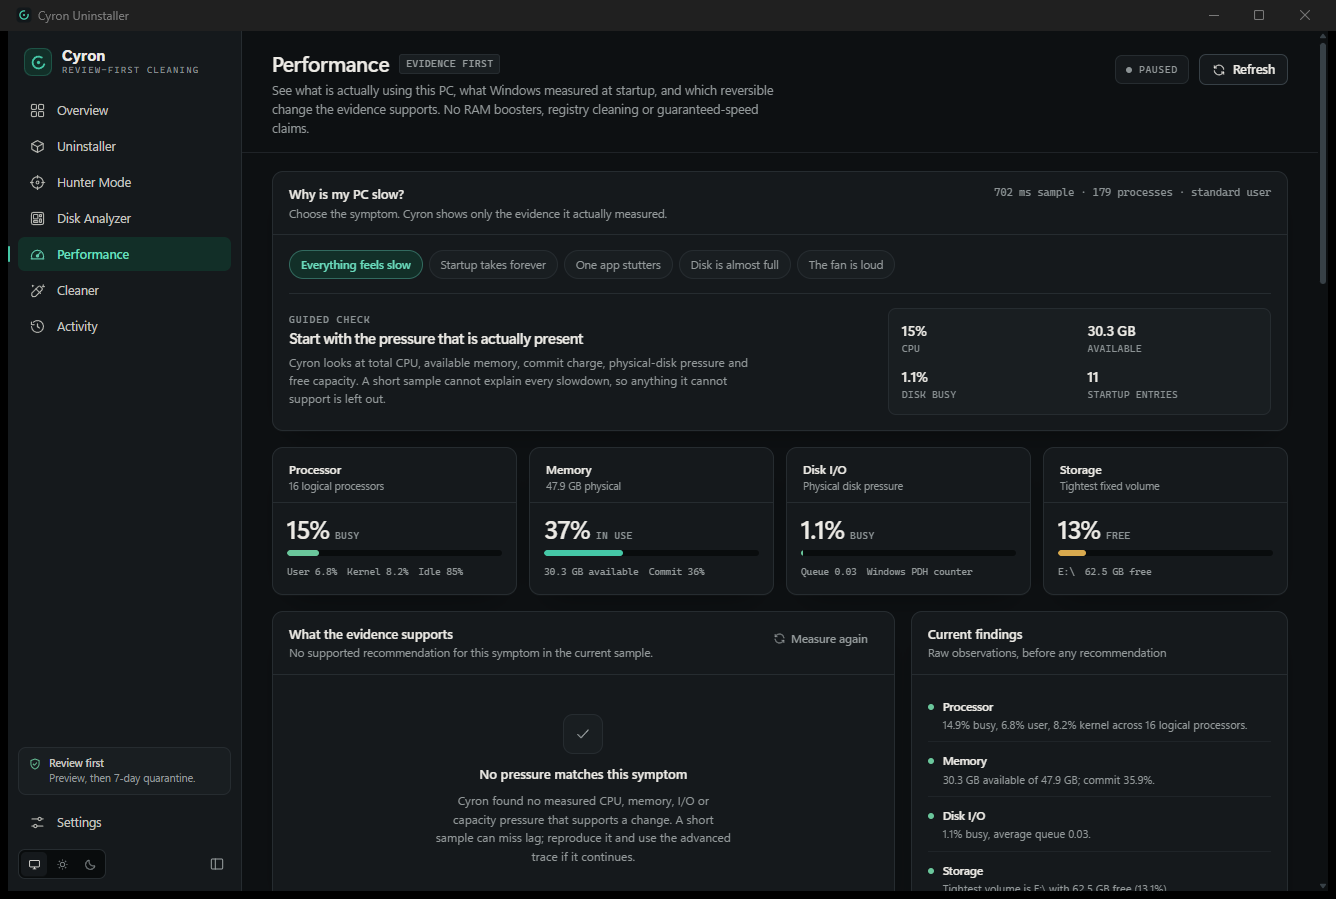 Cyron Uninstaller
Cyron
REVIEW-FIRST CLEANING
Overview
Uninstaller
Hunter Mode
Disk Analyzer
Performance
Cleaner
Activity
Review first
Preview, then 7-day quarantine.
Settings
Performance
EVIDENCE FIRST
See what is actually using this PC, what Windows measured at startup, and which reversible
change the evidence supports. No RAM boosters, registry cleaning or guaranteed-speed
claims.
PAUSED
Refresh
Why is my PC slow?
Choose the symptom. Cyron shows only the evidence it actually measured.
702 ms sample · 179 processes · standard user
Everything feels slow
Startup takes forever
One app stutters
Disk is almost full
The fan is loud
GUIDED CHECK
Start with the pressure that is actually present
Cyron looks at total CPU, available memory, commit charge, physical-disk pressure and
free capacity. A short sample cannot explain every slowdown, so anything it cannot
support is left out.
15%
CPU
30.3 GB
AVAILABLE
1.1%
DISK BUSY
11
STARTUP ENTRIES
Processor
16 logical processors
15% BUSY
User 6.8% Kernel 8.2% Idle 85%
Memory
47.9 GB physical
37% IN USE
30.3 GB available Commit 36%
Disk I/O
Physical disk pressure
1.1% BUSY
Queue 0.03 Windows PDH counter
Storage
Tightest fixed volume
13% FREE
E:\ 62.5 GB free
What the evidence supports
No supported recommendation for this symptom in the current sample.
Measure again
No pressure matches this symptom
Cyron found no measured CPU, memory, I/O or
capacity pressure that supports a change. A short
sample can miss lag; reproduce it and use the advanced
trace if it continues.
Current findings
Raw observations, before any recommendation
Processor
14.9% busy, 6.8% user, 8.2% kernel across 16 logical processors.
Memory
30.3 GB available of 47.9 GB; commit 35.9%.
Disk I/O
1.1% busy, average queue 0.03.
Storage
Tightest volume is E:\ with 62.5 GB free (13.1%).